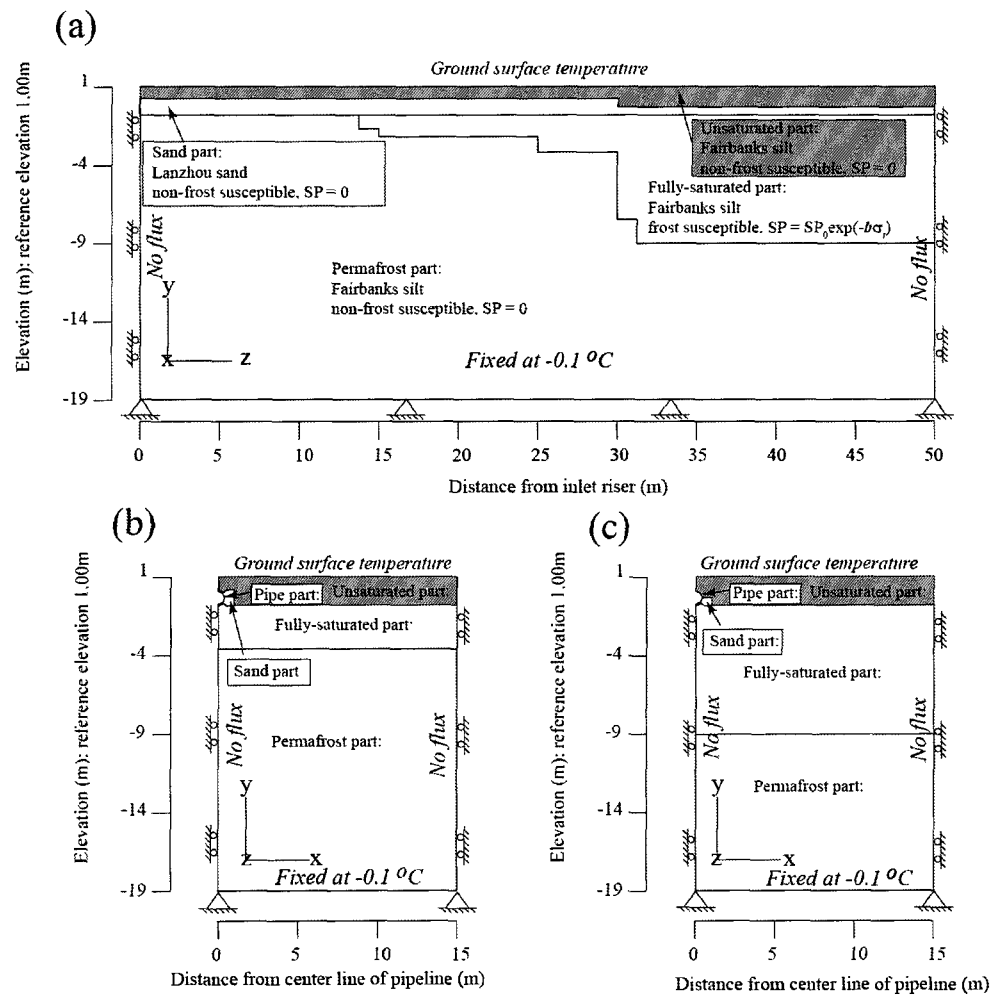 (a)
Ground surface temperature
Elevation (m): reference elevation 1.00m
1
-4
-9
-14
-19
Sand part:
Lanzhou sand
non-frost susceptible, SP = 0
Unsaturated part:
Fairbanks silt
non-frost susceptible, SP = 0
Fully-saturated part:
Fairbanks silt
frost susceptible, SP = SP₀exp(-bσₜ)
No flux
No flux
Permafrost part:
Fairbanks silt
non-frost susceptible, SP = 0
y
x
z
Fixed at -0.1 °C
0 5 15 10 20 25 30 35 40 45 50
Distance from inlet riser (m)
(b)
Ground surface temperature
Elevation (m): reference elevation 1.00m
1
-4
-9
-14
-19
Pipe part:
Unsaturated part:
Fully-saturated part:
Sand part
No flux
No flux
Permafrost part:
y
z
x
Fixed at -0.1 °C
0 5 10 15
Distance from center line of pipeline (m)
(c)
Ground surface temperature
Elevation (m): reference elevation 1.00m
1
-4
-9
-14
-19
Pipe part:
Unsaturated part:
Sand part:
Fully-saturated part:
No flux
No flux
Permafrost part:
y
z
x
Fixed at -0.1 °C
0 5 10 15
Distance from center line of pipeline (m)